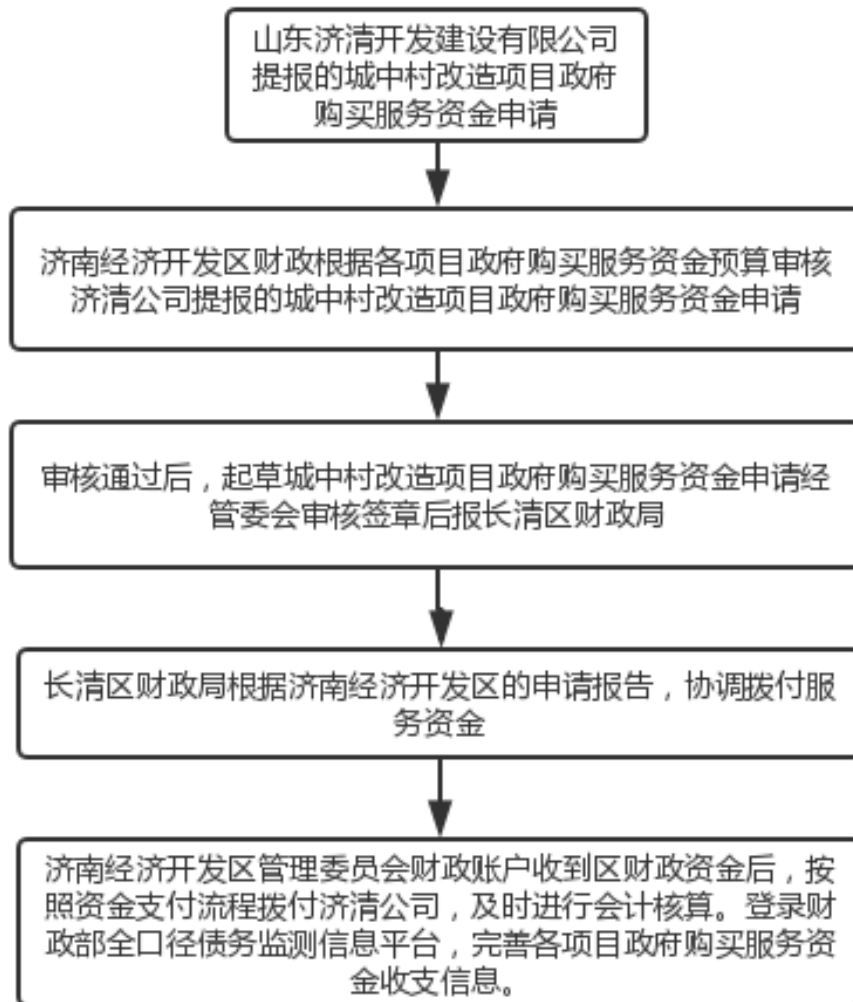 山东济清开发建设有限公司
提报的城中村改造项目政府
购买服务资金申请
济南经济开发区财政根据各项目政府购买服务资金预算审核
济清公司提报的城中村改造项目政府购买服务资金申请
审核通过后，起草城中村改造项目政府购买服务资金申请经
管委会审核签章后报长清区财政局
长清区财政局根据济南经济开发区的申请报告，协调拨付服
务资金
济南经济开发区管理委员会财政账户收到区财政资金后，按
照资金支付流程拨付济清公司，及时进行会计核算。登录财
政部全口径债务监测信息平台，完善各项目政府购买服务资
金收支信息。